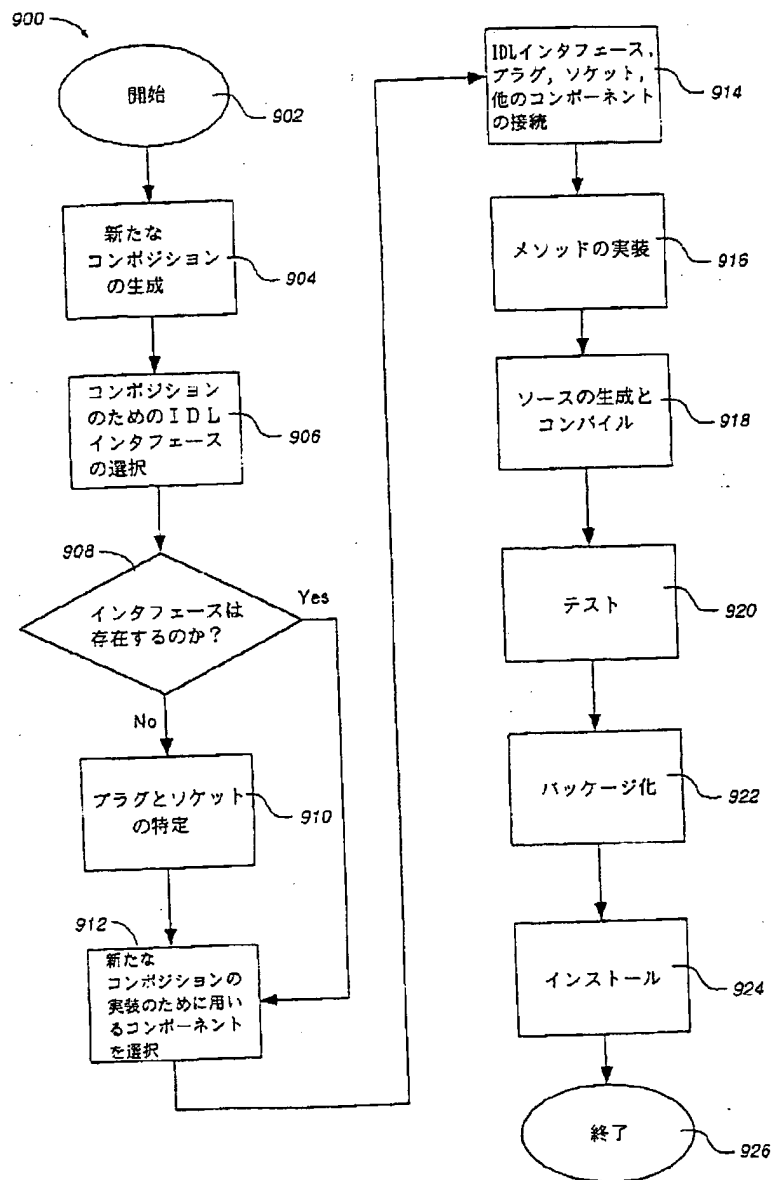 900
開始
902
新たな
コンポジション
の生成
904
コンポジション
のためのIDL
インタフェース
の選択
906
908
インタフェースは
存在するのか?
Yes
No
プラグとソケット
の特定
910
912
新たな
コンポジションの
実装のために用い
るコンポーネント
を選択
IDLインタフェース,
プラグ, ソケット,
他のコンポーネント
の接続
914
メソッドの実装
916
ソースの生成と
コンパイル
918
テスト
920
パッケージ化
922
インストール
924
終了
926